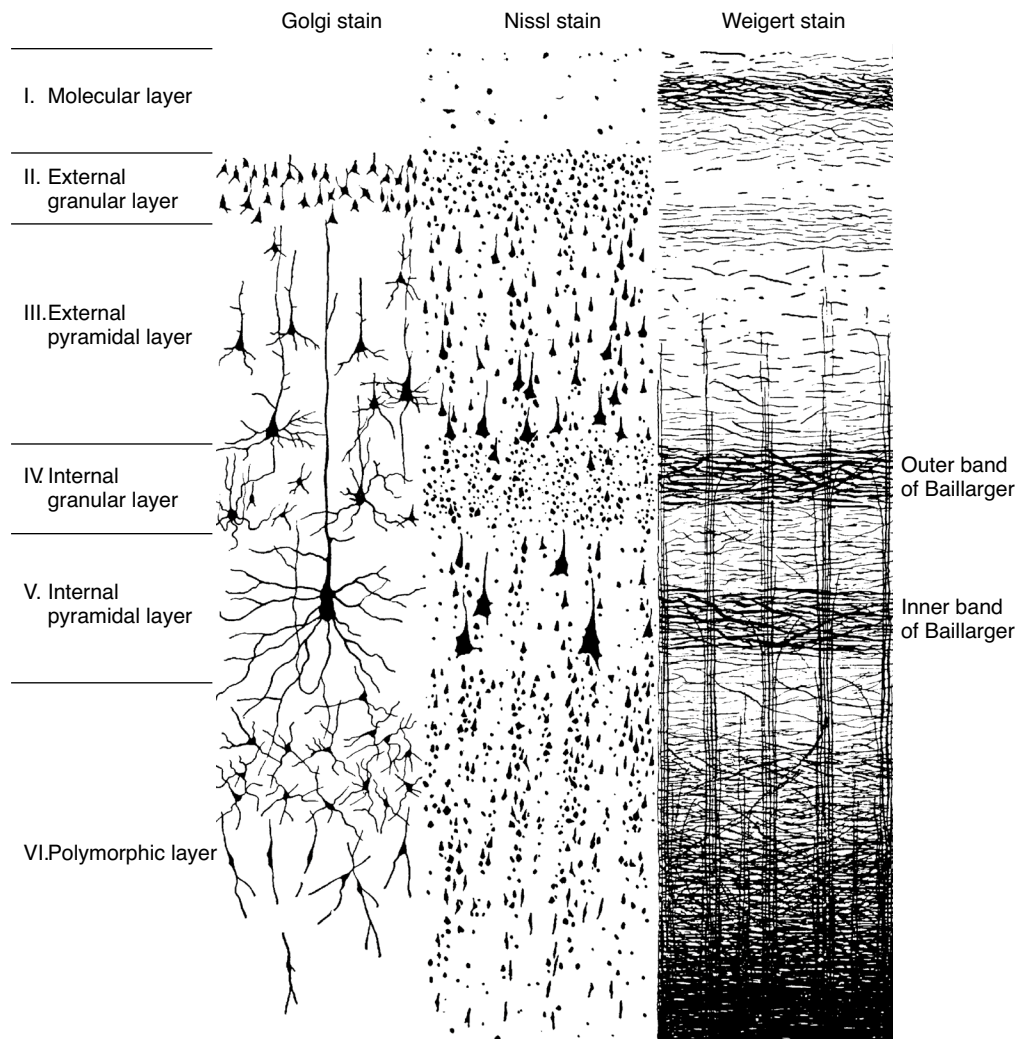 Golgi stain Nissl stain Weigert stain
I. Molecular layer
II. External
granular layer
III. External
pyramidal layer
IV. Internal
granular layer
Outer band
of Baillarger
V. Internal
pyramidal layer
Inner band
of Baillarger
VI. Polymorphic layer